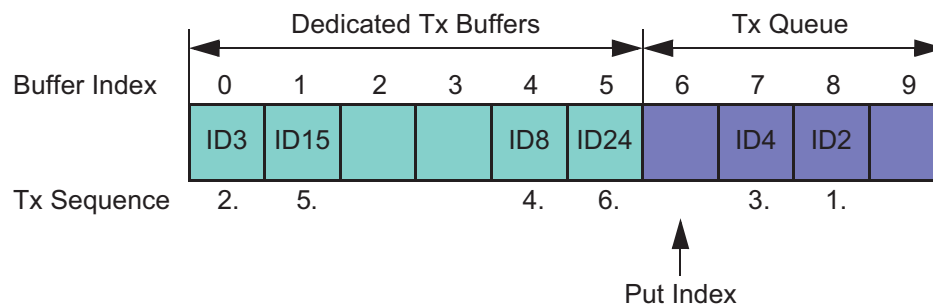 Dedicated Tx Buffers Tx Queue
Buffer Index 0 1 2 3 4 5 6 7 8 9
ID3 ID15 ID8 ID24 ID4 ID2
Tx Sequence 2. 5. 4. 6. 3. 1.
Put Index